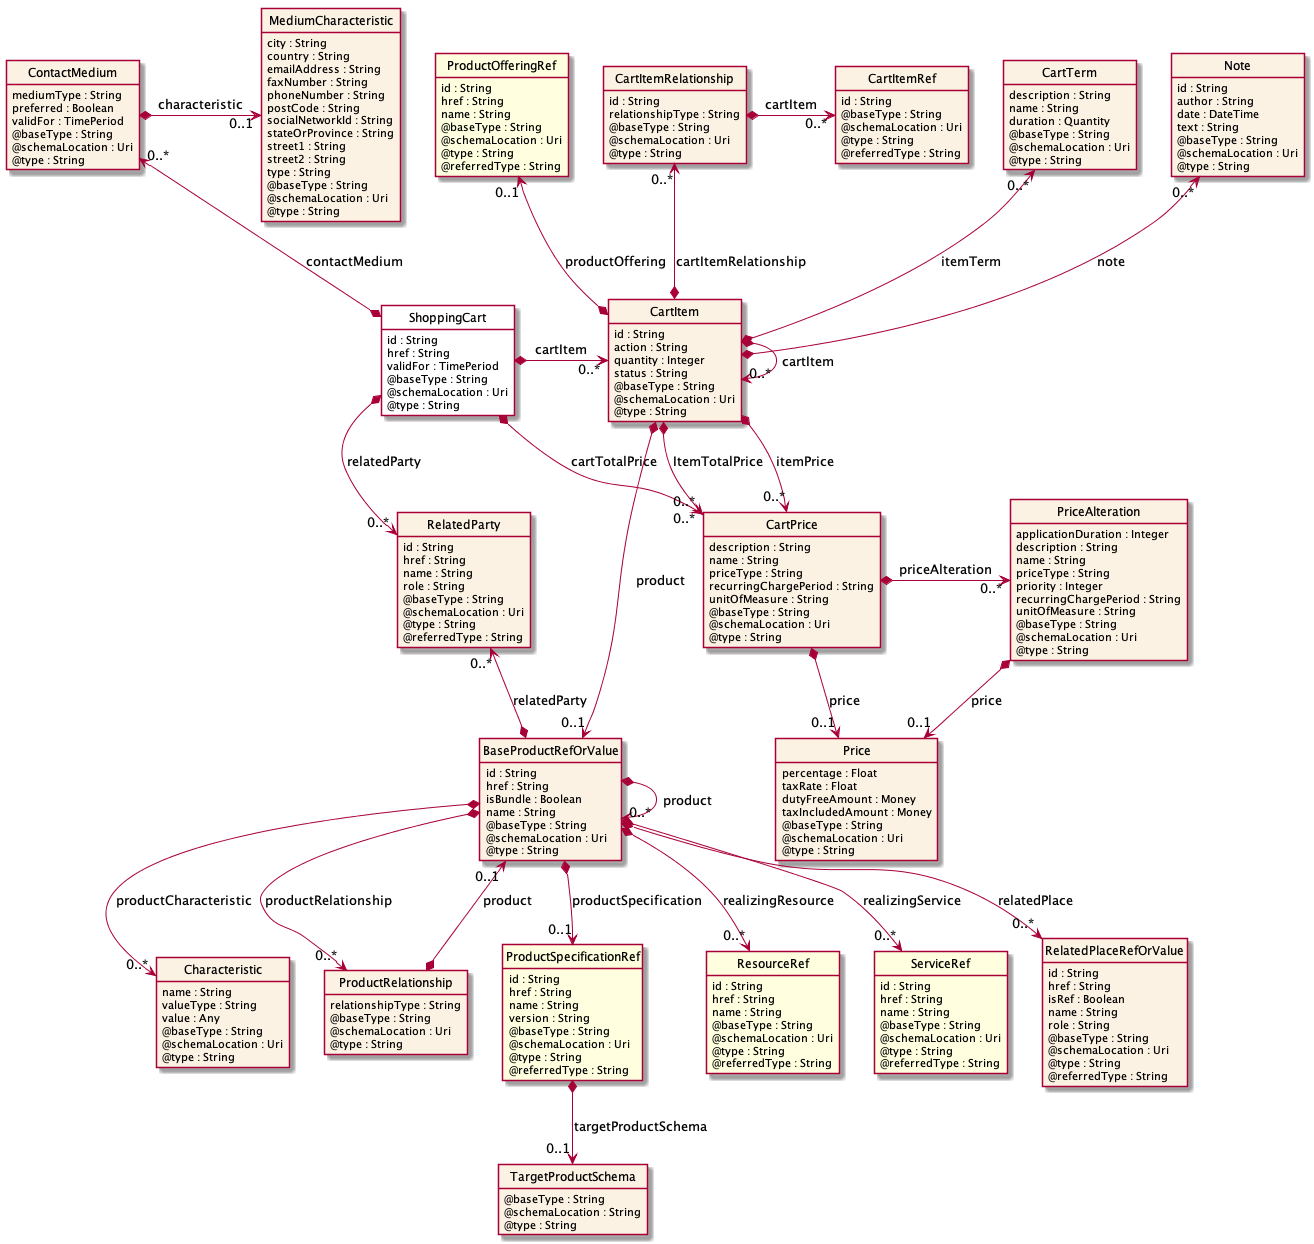 MediumCharacteristic
city : String
country : String
emailAddress : String
faxNumber : String
phoneNumber : String
postCode : String
socialNetworkId : String
stateOrProvince : String
street1 : String
street2 : String
type : String
@baseType : String
@schemaLocation : Uri
@type : String
ContactMedium
mediumType : String
preferred : Boolean
validFor : TimePeriod
@baseType : String
@schemaLocation : Uri
@type : String
characteristic
0..1
0..*
ProductOfferingRef
id : String
href : String
name : String
@baseType : String
@schemaLocation : Uri
@type : String
@referredType : String
0..1
CartItemRelationship
id : String
relationshipType : String
@baseType : String
@schemaLocation : Uri
@type : String
0..*
cartItem
0..*
CartItemRef
id : String
@baseType : String
@schemaLocation : Uri
@type : String
@referredType : String
CartTerm
description : String
name : String
duration : Quantity
@baseType : String
@schemaLocation : Uri
@type : String
0..*
Note
id : String
author : String
date : DateTime
text : String
@baseType : String
@schemaLocation : Uri
@type : String
0..*
contactMedium
productOffering
cartItemRelationship
itemTerm
note
ShoppingCart
id : String
href : String
validFor : TimePeriod
@baseType : String
@schemaLocation : Uri
@type : String
cartItem
0..*
CartItem
id : String
action : String
quantity : Integer
status : String
@baseType : String
@schemaLocation : Uri
@type : String
cartItem
0..*
relatedParty
0..*
cartTotalPrice
0..*
ItemTotalPrice
0..*
itemPrice
0..*
RelatedParty
id : String
href : String
name : String
role : String
@baseType : String
@schemaLocation : Uri
@type : String
@referredType : String
0..*
product
0..1
CartPrice
description : String
name : String
priceType : String
recurringChargePeriod : String
unitOfMeasure : String
@baseType : String
@schemaLocation : Uri
@type : String
priceAlteration
0..*
PriceAlteration
applicationDuration : Integer
description : String
name : String
priceType : String
priority : Integer
recurringChargePeriod : String
unitOfMeasure : String
@baseType : String
@schemaLocation : Uri
@type : String
relatedParty
price
0..1
price
0..1
BaseProductRefOrValue
id : String
href : String
isBundle : Boolean
name : String
@baseType : String
@schemaLocation : Uri
@type : String
product
0..*
0..1
Price
percentage : Float
taxRate : Float
dutyFreeAmount : Money
taxIncludedAmount : Money
@baseType : String
@schemaLocation : Uri
@type : String
productCharacteristic
0..*
productRelationship
0..*
product
productSpecification
0..1
realizingResource
0..*
realizingService
0..*
relatedPlace
0..*
Characteristic
name : String
valueType : String
value : Any
@baseType : String
@schemaLocation : Uri
@type : String
ProductRelationship
relationshipType : String
@baseType : String
@schemaLocation : Uri
@type : String
ProductSpecificationRef
id : String
href : String
name : String
version : String
@baseType : String
@schemaLocation : Uri
@type : String
@referredType : String
ResourceRef
id : String
href : String
name : String
@baseType : String
@schemaLocation : Uri
@type : String
@referredType : String
ServiceRef
id : String
href : String
name : String
@baseType : String
@schemaLocation : Uri
@type : String
@referredType : String
RelatedPlaceRefOrValue
id : String
href : String
isRef : Boolean
name : String
role : String
@baseType : String
@schemaLocation : Uri
@type : String
@referredType : String
targetProductSchema
0..1
TargetProductSchema
@baseType : String
@schemaLocation : String
@type : String